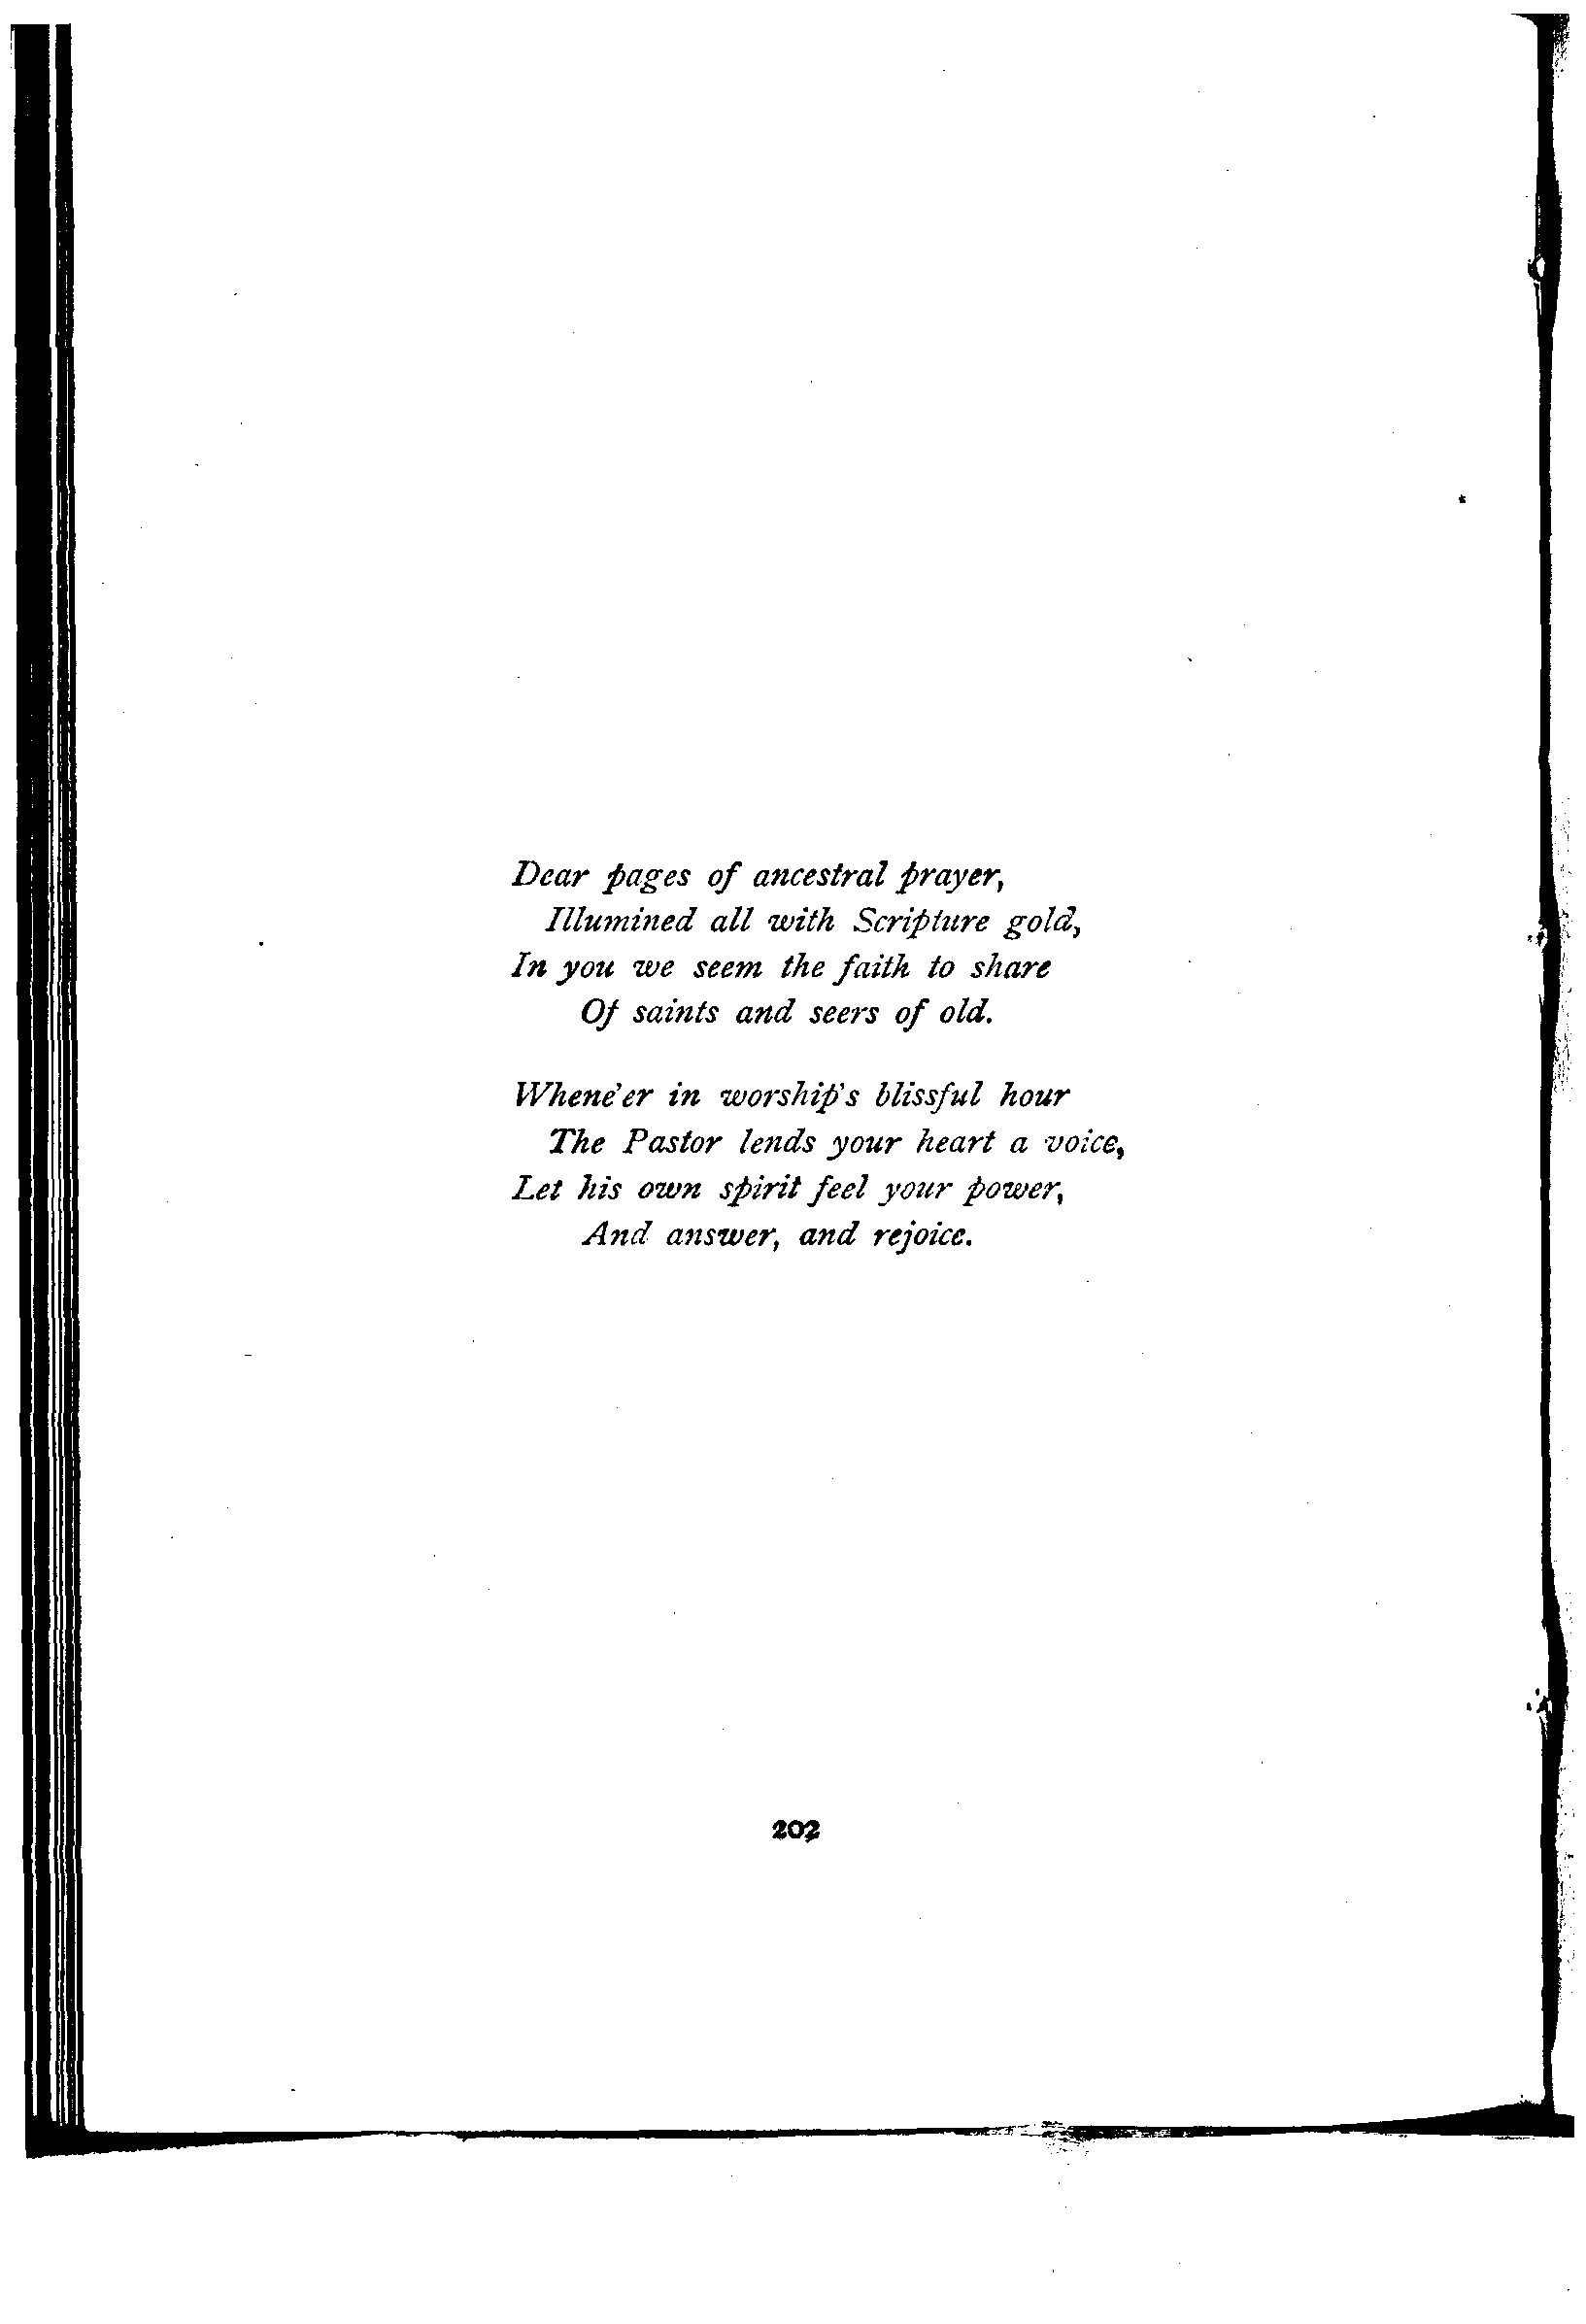 Dear pages of ancestral prayer,
Illumined all with Scripture gold,
In you we seem the faith to share
Of saints and seers of old.
Whene'er in worship's blissful hour
The Pastor lends your heart a voice,
Let his own spirit feel your power,
And answer, and rejoice.
202